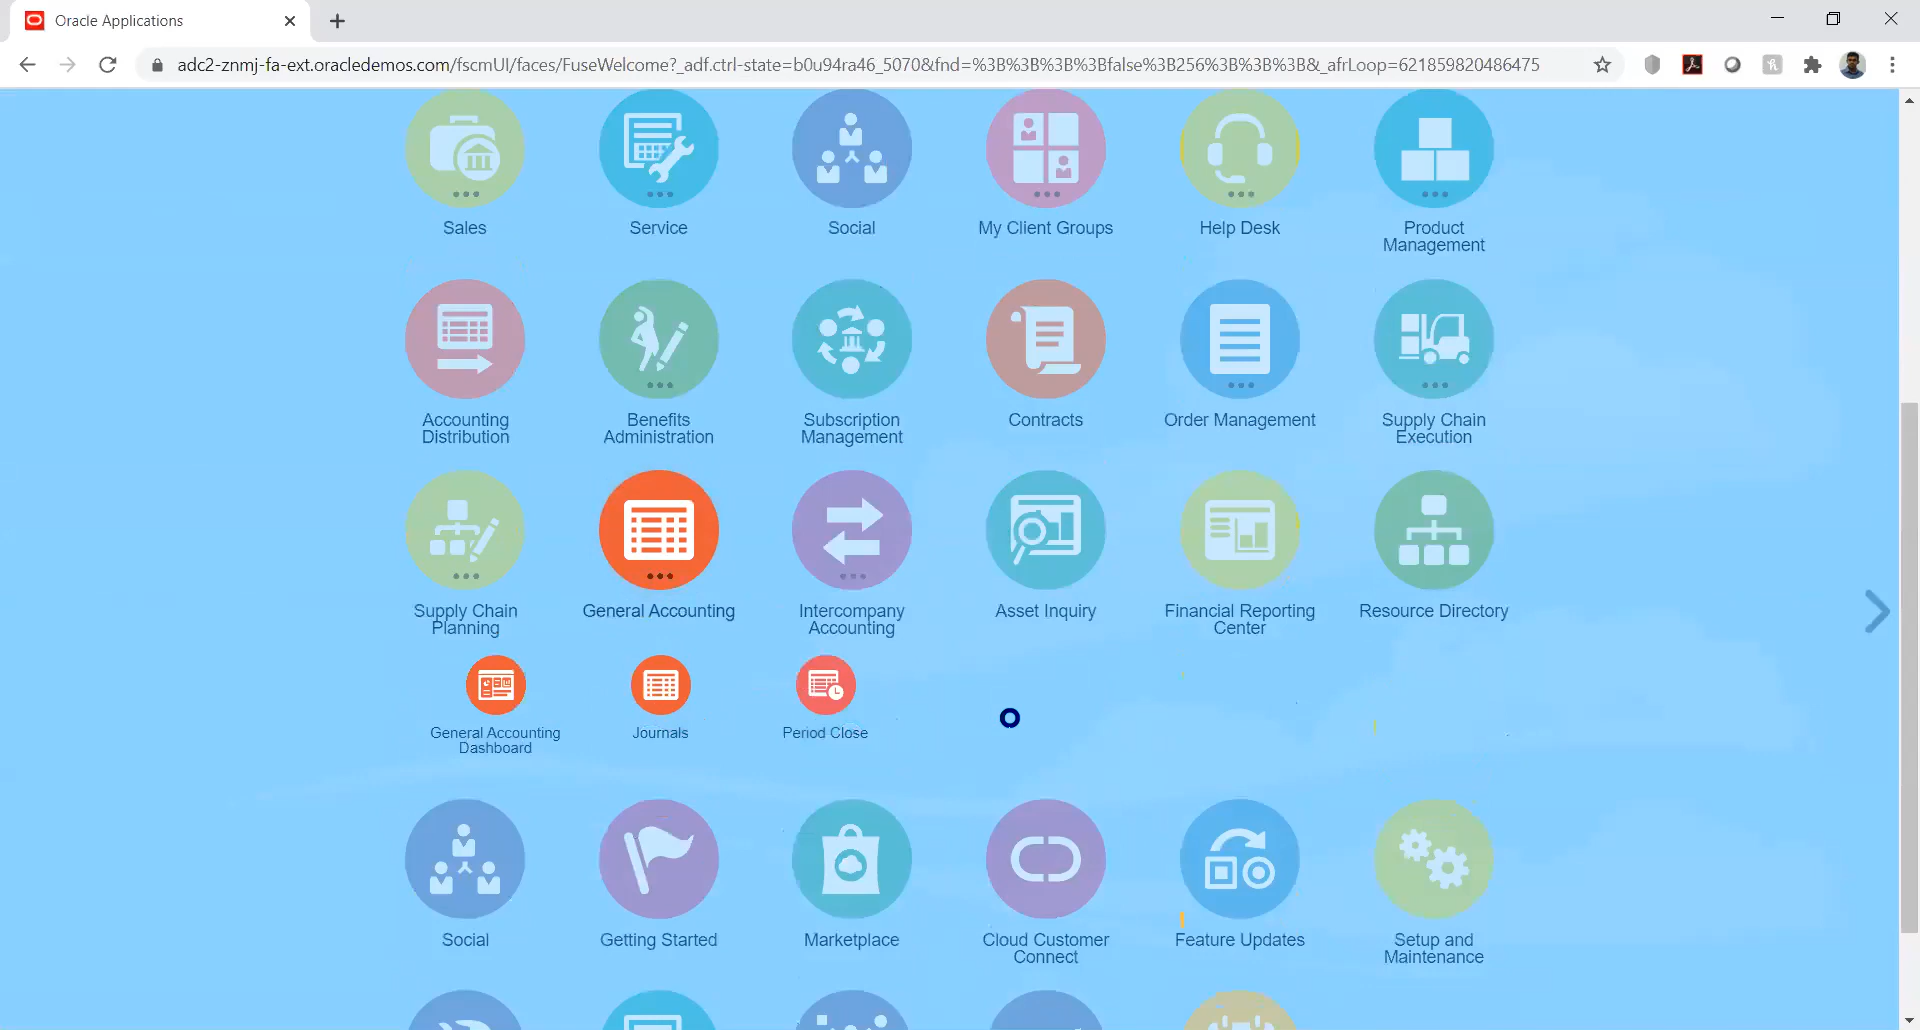 Oracle Applications
adc2-znmj-fa-ext.oracledemos.com/fscmUI/faces/FuseWelcome?_adf.ctrl-state=b0u94ra46_5070&fnd=%3B%3B%3B%3Bfalse%3B256%3B%3B%3B&_afrLoop=621859820486475
Sales
Service
Social
My Client Groups
Help Desk
Product
Management
Accounting
Distribution
Benefits
Administration
Subscription
Management
Contracts
Order Management
Supply Chain
Execution
Supply Chain
Planning
General Accounting
Intercompany
Accounting
Asset Inquiry
Financial Reporting
Center
Resource Directory
General Accounting
Dashboard
Journals
Period Close
Social
Getting Started
Marketplace
Cloud Customer
Connect
Feature Updates
Setup and
Maintenance